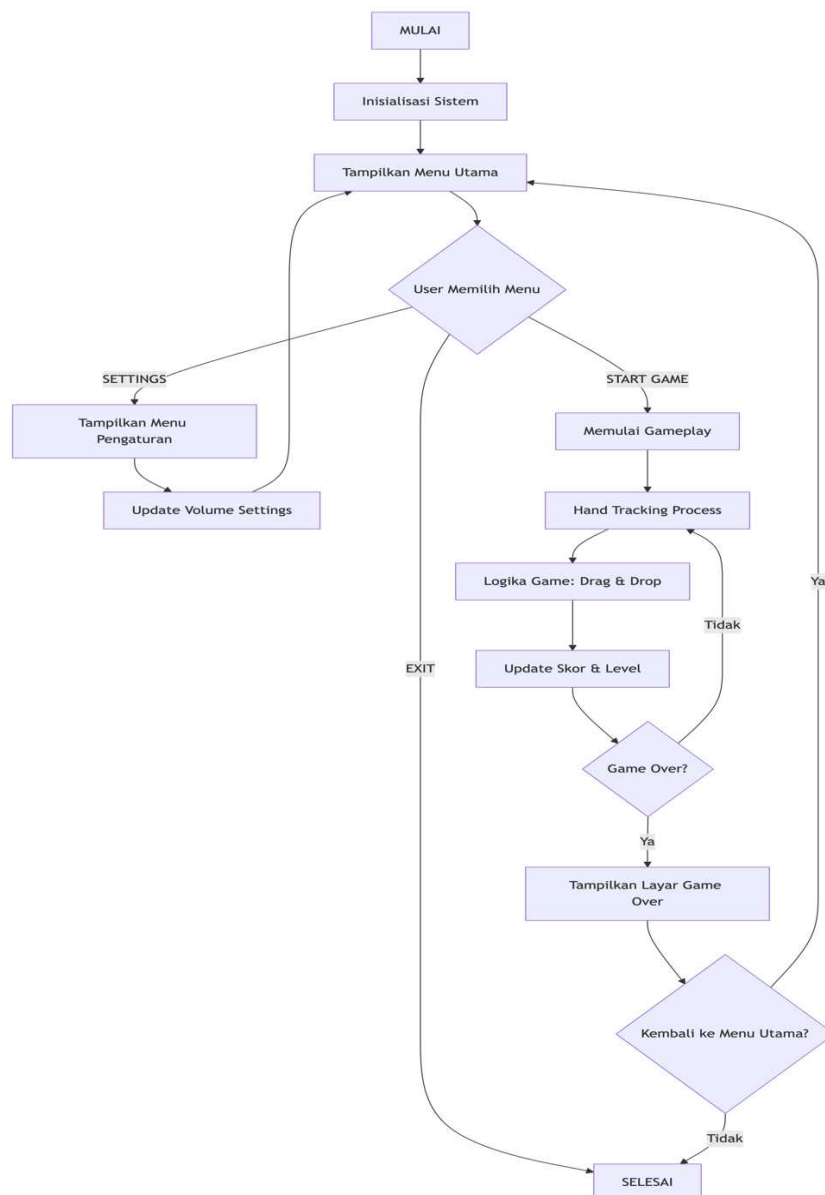 MULAI
Inisialisasi Sistem
Tampilkan Menu Utama
User Memilih Menu
SETTINGS
START GAME
Tampilkan Menu
Pengaturan
Memulai Gameplay
Update Volume Settings
Hand Tracking Process
Logika Game: Drag & Drop
Ya
Tidak
EXIT
Update Skor & Level
Game Over?
Ya
Tampilkan Layar Game
Over
Kembali ke Menu Utama?
Tidak
SELESAI